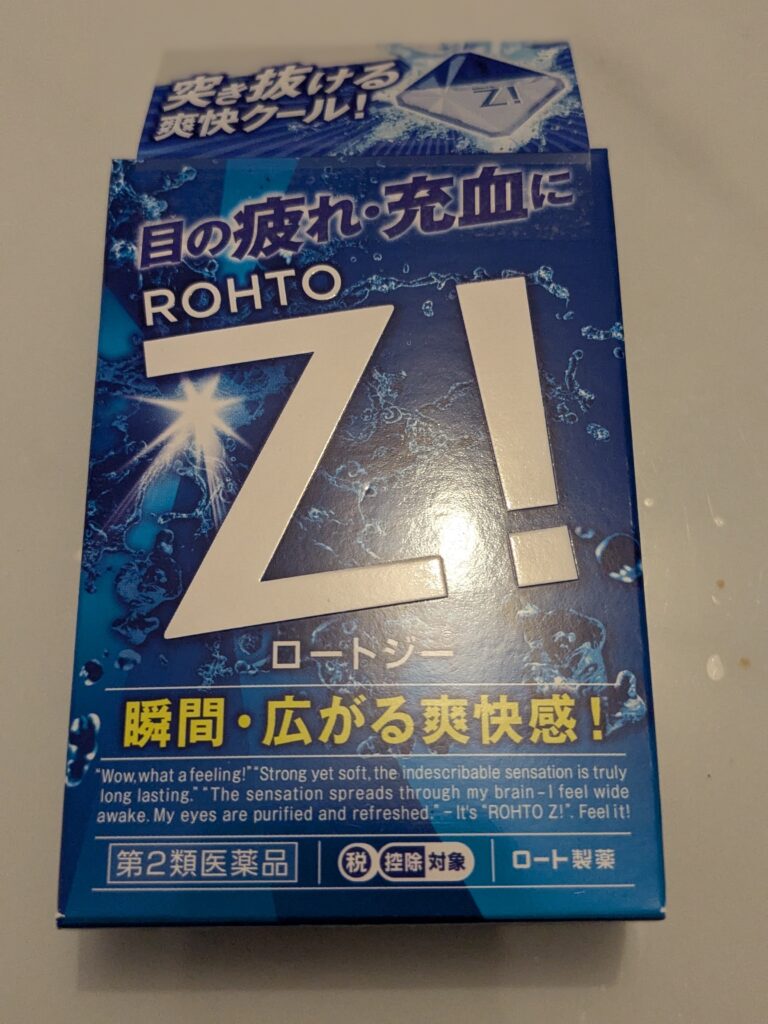 突き抜ける
爽快クール!
Z!
目の疲れ・充血に
ROHTO
Z!
ロートジー
瞬間・広がる爽快感!
"Wow, what a feeling!" "Strong yet soft, the indescribable sensation is truly
long lasting." "The sensation spreads through my brain – I feel wide
awake. My eyes are purified and refreshed." – It's "ROHTO Z!". Feel it!
第2類医薬品
税 控除 対象
ロート製薬